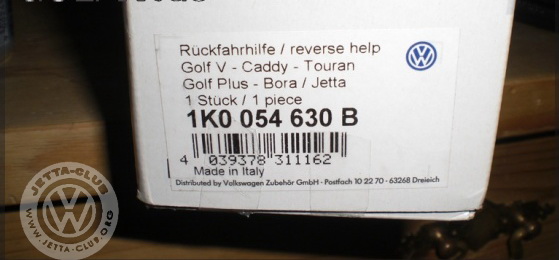 Rückfahrhilfe / reverse help
Golf V - Caddy - Touran
Golf Plus - Bora / Jetta
1 Stück / 1 piece
1K0 054 630 B
4 039378 311162
Made in Italy
Distributed by Volkswagen Zubehör GmbH - Postfach 10 22 70 - 63268 Dreieich
JETTA-CLUB
WWW.JETTA-CLUB.ORG